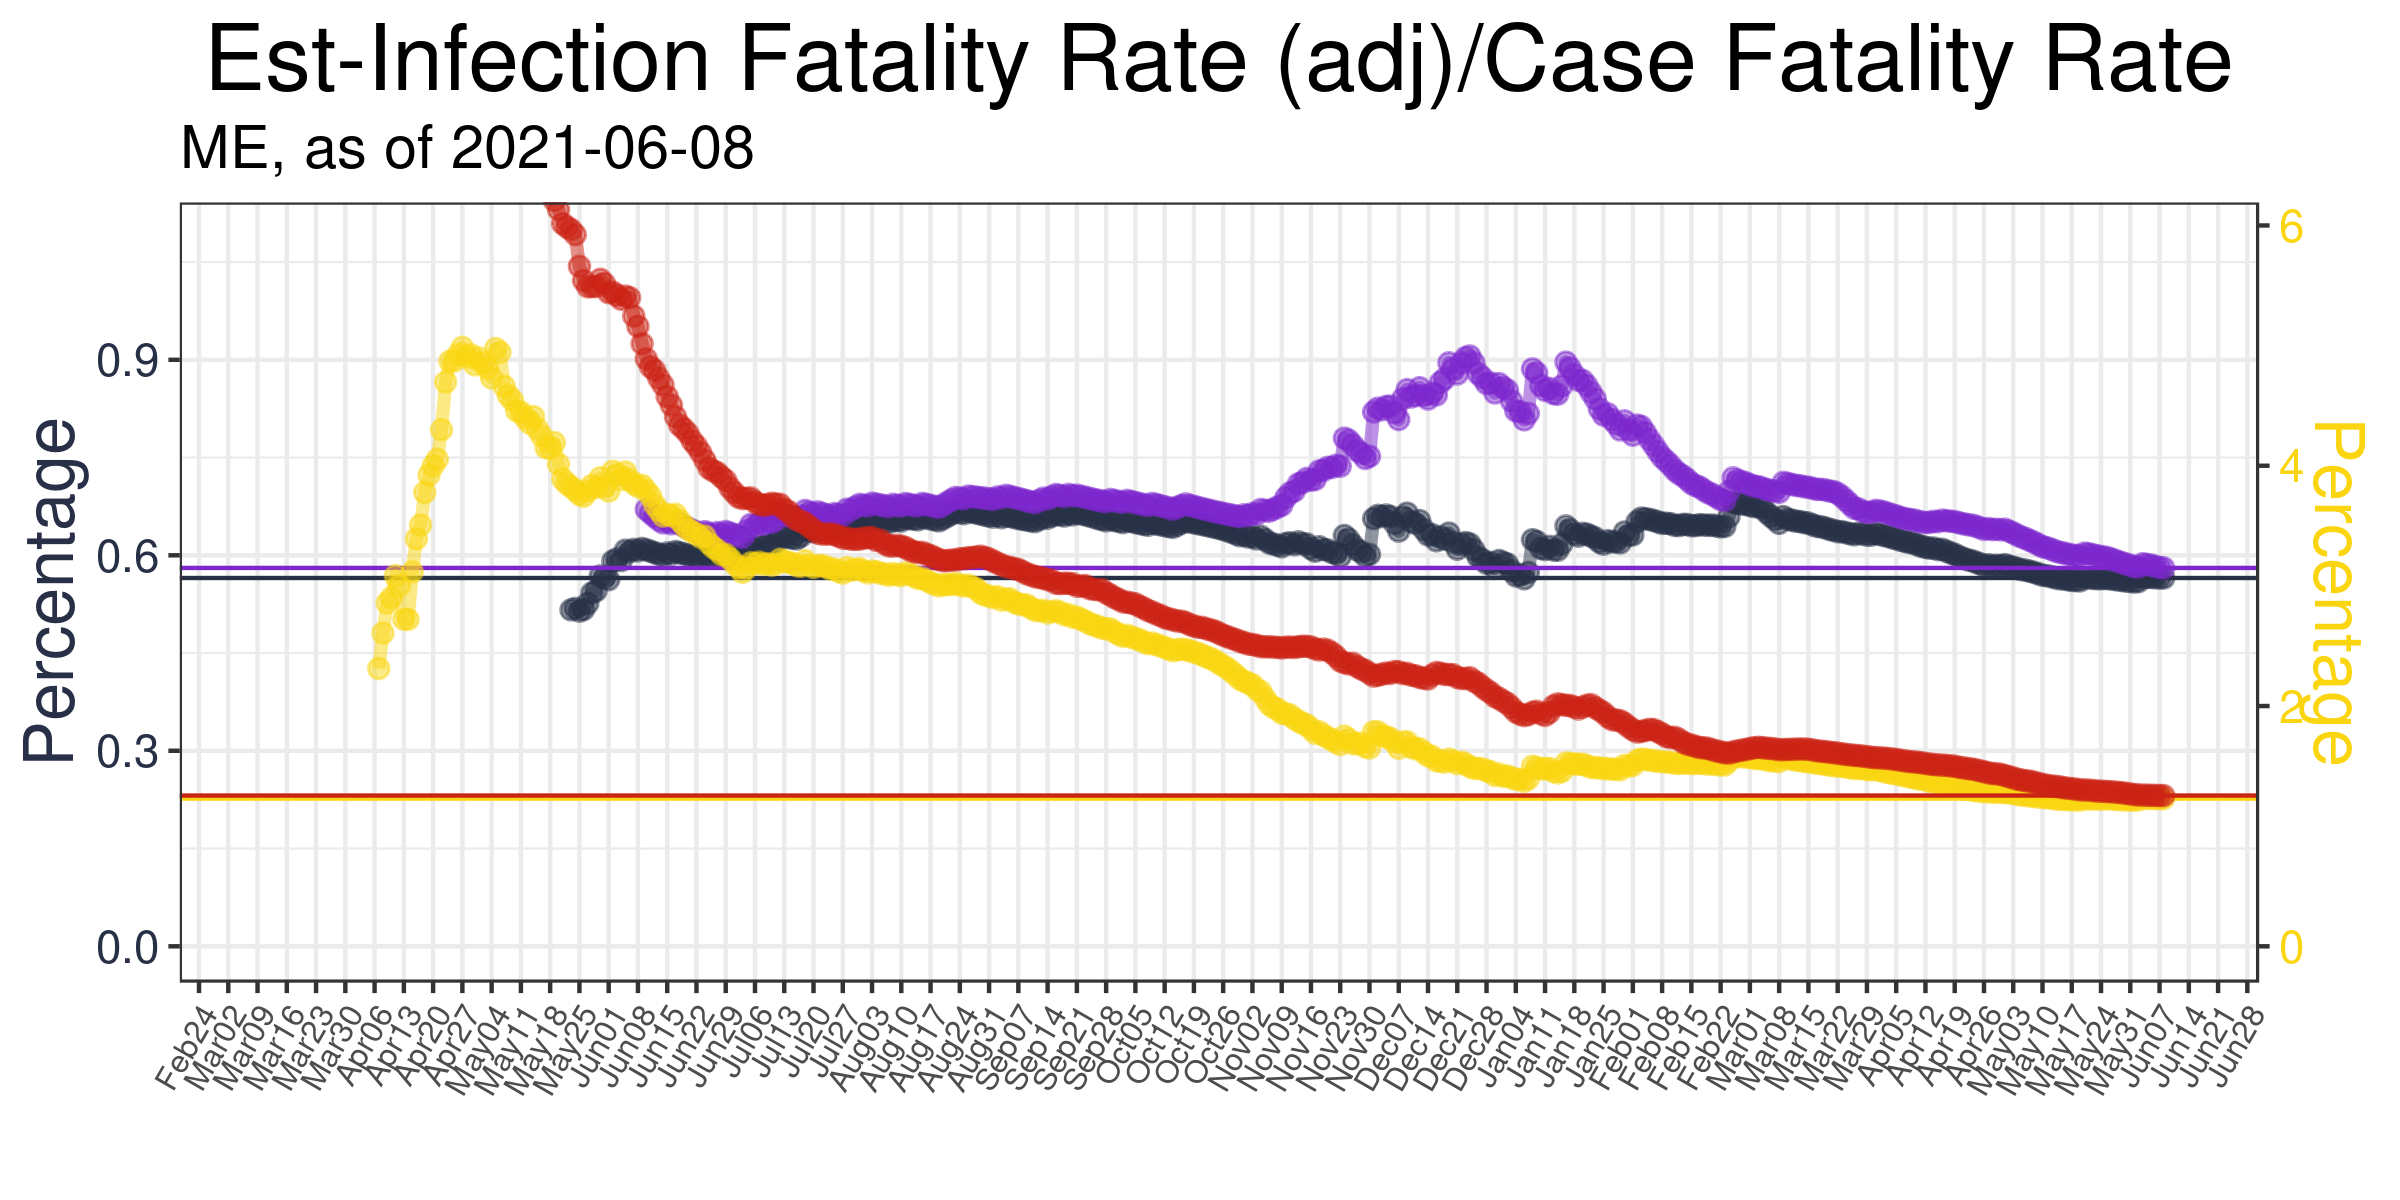 Est-Infection Fatality Rate (adj)/Case Fatality Rate
ME, as of 2021-06-08
Percentage
0.9
0.6
0.3
0.0
6
4
2
0
Percentage
Feb24
Mar02
Mar09
Mar16
Mar23
Mar30
Apr06
Apr13
Apr20
Apr27
May04
May11
May18
May25
Jun01
Jun08
Jun15
Jun22
Jun29
Jul06
Jul13
Jul20
Jul27
Aug03
Aug10
Aug17
Aug24
Aug31
Sep07
Sep14
Sep21
Sep28
Oct05
Oct12
Oct19
Oct26
Nov02
Nov09
Nov16
Nov23
Nov30
Dec07
Dec14
Dec21
Dec28
Jan04
Jan11
Jan18
Jan25
Feb01
Feb08
Feb15
Feb22
Mar01
Mar08
Mar15
Mar22
Mar29
Apr05
Apr12
Apr19
Apr26
May03
May10
May17
May24
May31
Jun07
Jun14
Jun21
Jun28